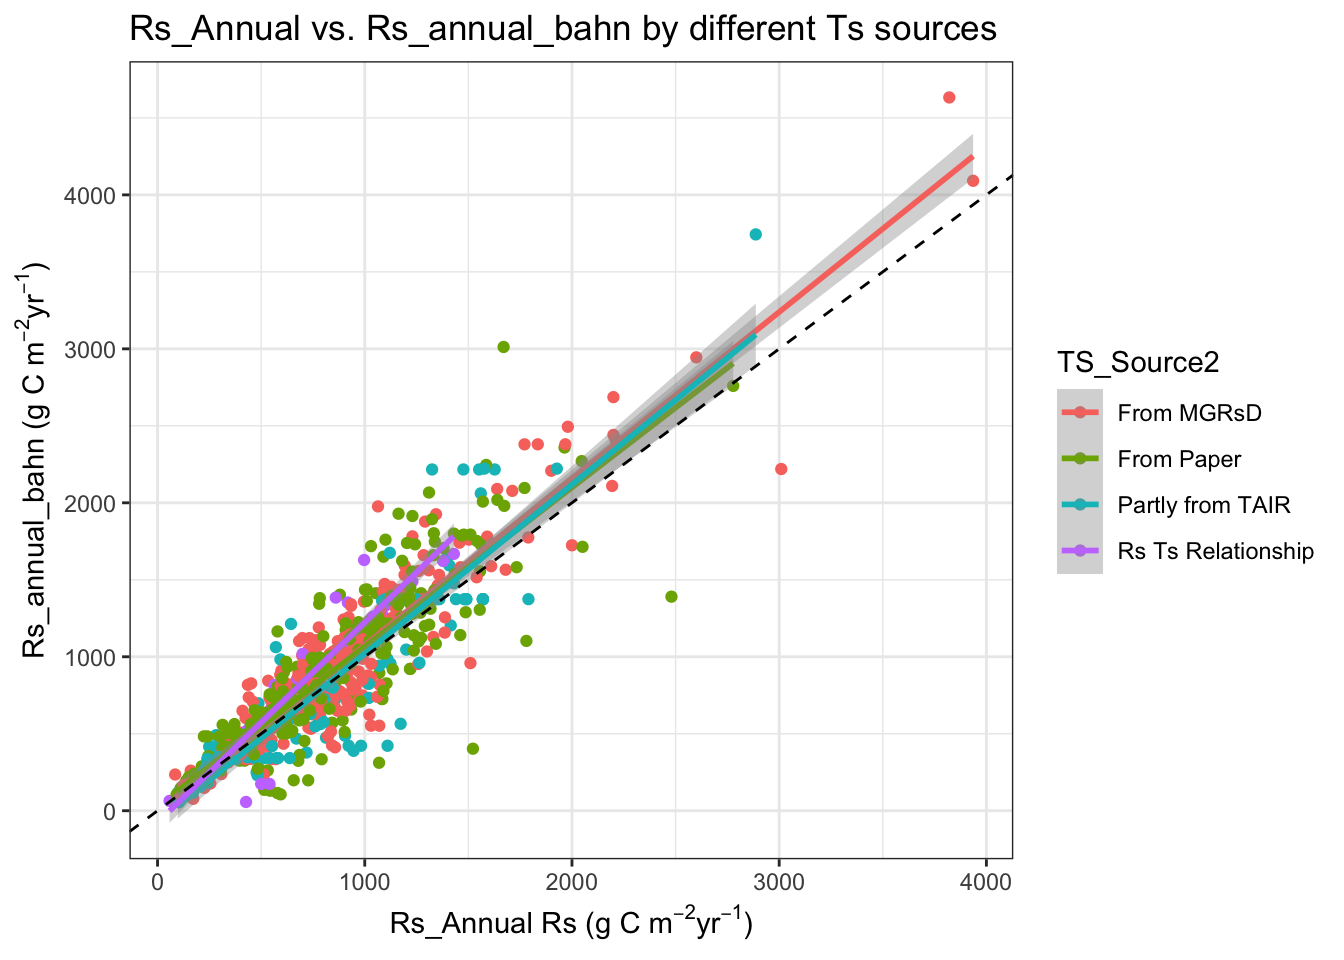 Rs_Annual vs. Rs_annual_bahn by different Ts sources
Rs_annual_bahn (g C m⁻²yr⁻¹)
4000
3000
2000
1000
0
0 1000 2000 3000 4000
Rs_Annual Rs (g C m⁻²yr⁻¹)
TS_Source2
From MGRsD
From Paper
Partly from TAIR
Rs Ts Relationship